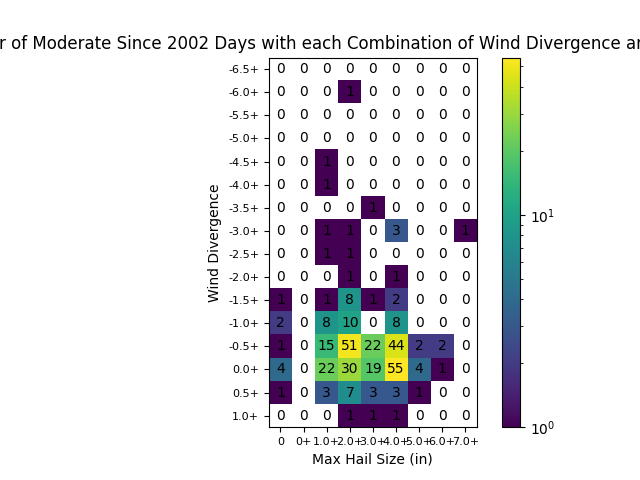 r of Moderate Since 2002 Days with each Combination of Wind Divergence a
-6.5+ 0 0 0 0 0 0 0 0 0
-6.0+ 0 0 0 1 0 0 0 0 0
-5.5+ 0 0 0 0 0 0 0 0 0
-5.0+ 0 0 0 0 0 0 0 0 0
-4.5+ 0 0 1 0 0 0 0 0 0
-4.0+ 0 0 1 0 0 0 0 0 0
-3.5+ 0 0 0 0 1 0 0 0 0
-3.0+ 0 0 1 1 0 3 0 0 1
-2.5+ 0 0 1 1 0 0 0 0 0
-2.0+ 0 0 0 1 0 1 0 0 0
-1.5+ 1 0 1 8 1 2 0 0 0
-1.0+ 2 0 8 10 0 8 0 0 0
-0.5+ 1 0 15 51 22 44 2 2 0
0.0+ 4 0 22 30 19 55 4 1 0
0.5+ 1 0 3 7 3 3 1 0 0
1.0+ 0 0 0 1 1 1 0 0 0
0 0+ 1.0+ 2.0+ 3.0+ 4.0+ 5.0+ 6.0+ 7.0+
Max Hail Size (in)
Wind Divergence
10^1
10^0